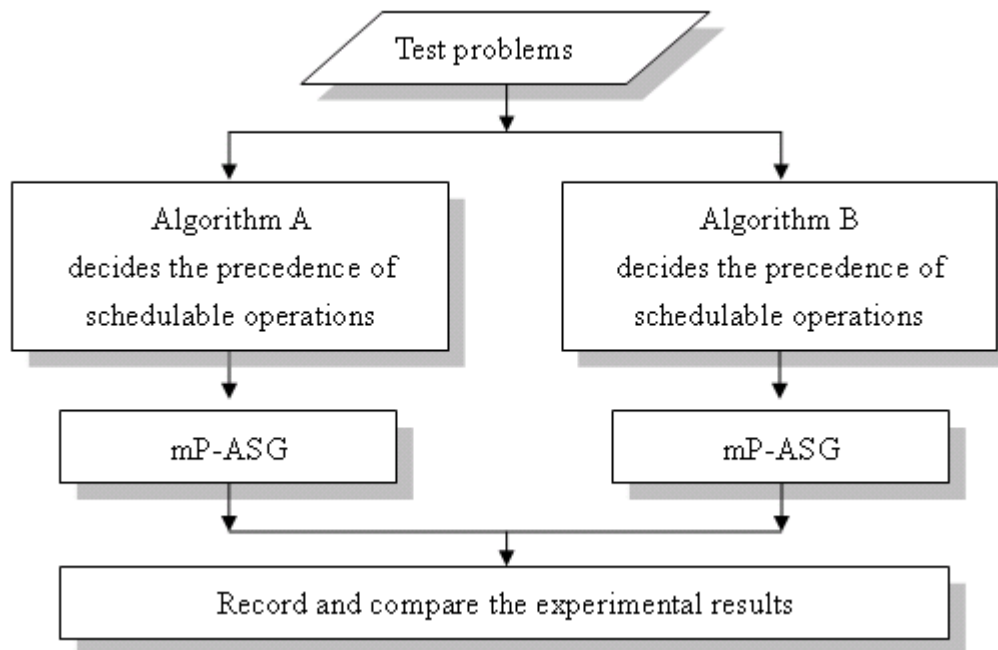 Test problems
Algorithm A
decides the precedence of
schedulable operations
Algorithm B
decides the precedence of
schedulable operations
mP-ASG
mP-ASG
Record and compare the experimental results